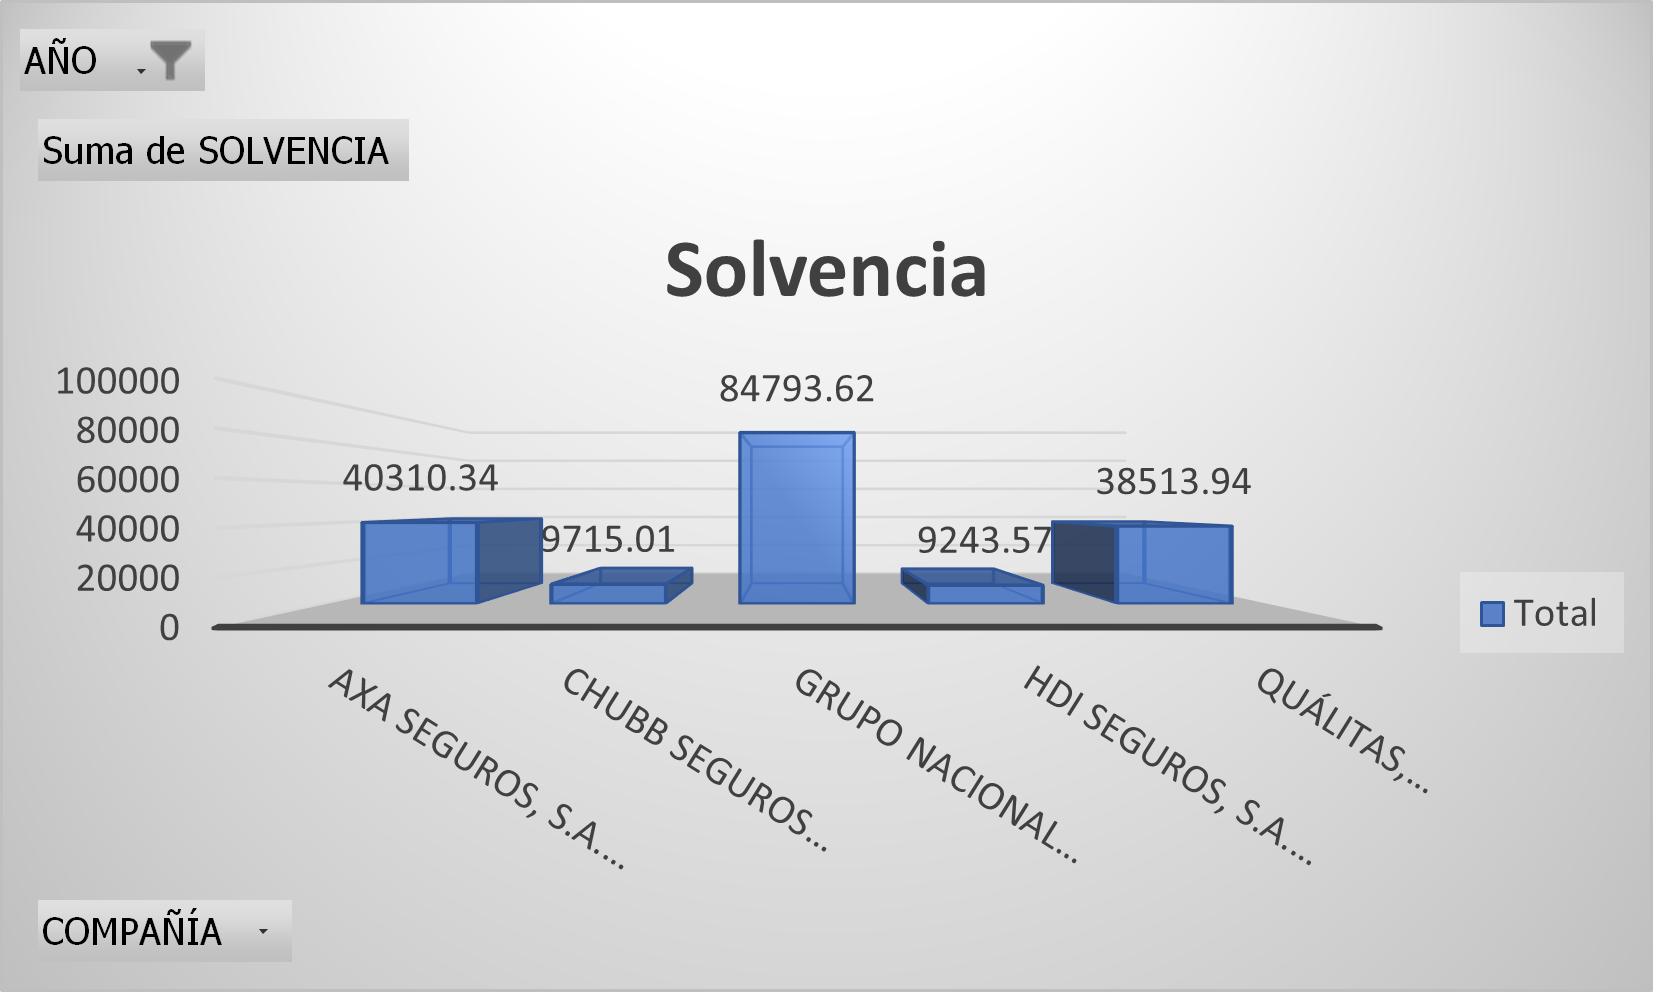 AÑO
Suma de SOLVENCIA
Solvencia
100000
80000
60000
40000
20000
0
40310.34
9715.01
84793.62
9243.57
38513.94
AXA SEGUROS, S.A....
CHUBB SEGUROS...
GRUPO NACIONAL...
HDI SEGUROS, S.A....
QUÁLITAS,...
Total
COMPAÑÍA